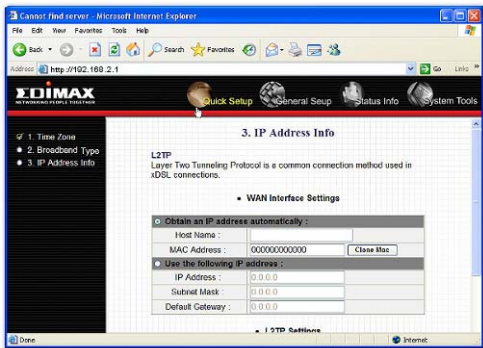 Cannot find server - Microsoft Internet Explorer
File Edit View Favorites Tools Help
Back Search Favorites
Address http://192.168.2.1 Go Links
EDIMAX
NETWORKING PEOPLE TOGETHER
Quick Setup General Seup Status Info System Tools
1. Time Zone
2. Broadband Type
3. IP Address Info
3. IP Address Info
L2TP
Layer Two Tunneling Protocol is a common connection method used in
xDSL connections.
WAN Interface Settings
Obtain an IP address automatically :
Host Name :
MAC Address : 000000000000 Clone Mac
Use the following IP address :
IP Address : 0.0.0.0
Subnet Mask : 0.0.0.0
Default Gateway : 0.0.0.0
L2TP Settings
Done Internet